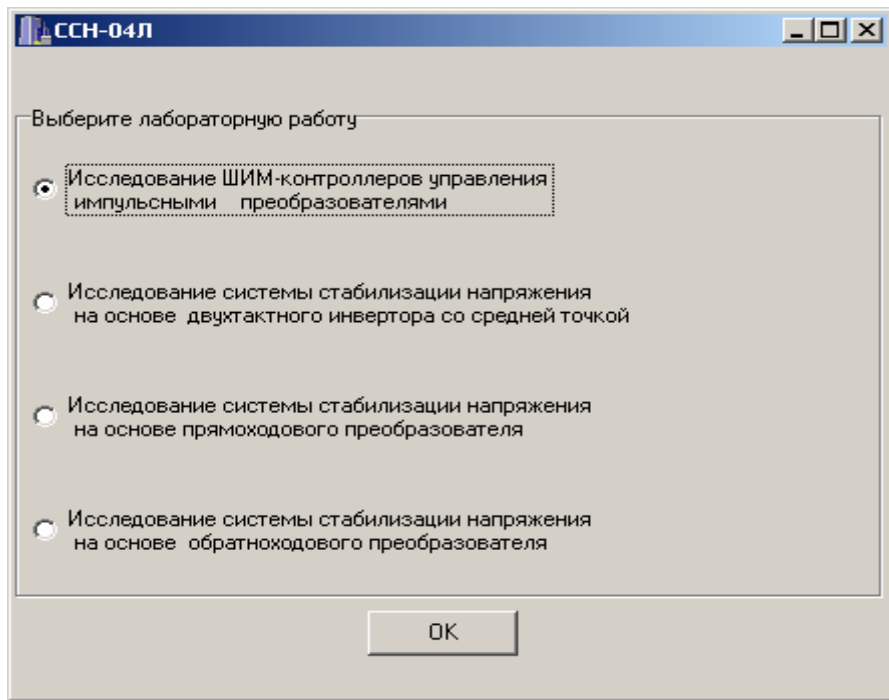 ССН-04Л
Выберите лабораторную работу
Исследование ШИМ-контроллеров управления
импульсными преобразователями
Исследование системы стабилизации напряжения
на основе двухтактного инвертора со средней точкой
Исследование системы стабилизации напряжения
на основе прямоходового преобразователя
Исследование системы стабилизации напряжения
на основе обратноходового преобразователя
OK